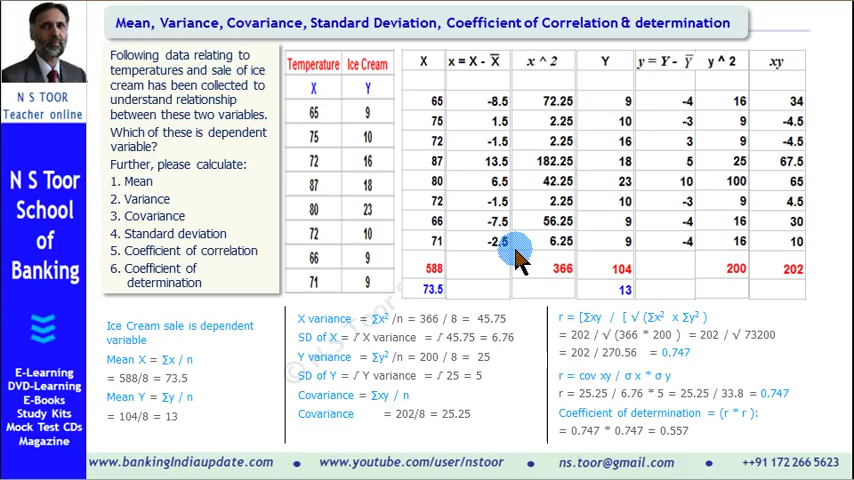 Mean, Variance, Covariance, Standard Deviation, Coefficient of Correlation & determination
N S TOOR
Teacher online
N S Toor
School
of
Banking
E-Learning
DVD-Learning
E-Books
Study Kits
Mock Test CDs
Magazine
Following data relating to
temperatures and sale of ice
cream has been collected to
understand relationship
between these two variables.
Which of these is dependent
variable?
Further, please calculate:
1. Mean
2. Variance
3. Covariance
4. Standard deviation
5. Coefficient of correlation
6. Coefficient of
determination
Temperature Ice Cream
X Y
65 9
75 10
72 16
87 18
80 23
72 10
66 9
71 9
X x = X - X̅ x ^ 2 Y y = Y - Y̅ y ^ 2 xy
65 -8.5 72.25 9 -4 16 34
75 1.5 2.25 10 -3 9 -4.5
72 -1.5 2.25 16 3 9 -4.5
87 13.5 182.25 18 5 25 67.5
80 6.5 42.25 23 10 100 65
72 -1.5 2.25 10 -3 9 4.5
66 -7.5 56.25 9 -4 16 30
71 -2.5 6.25 9 -4 16 10
588 366 104 200 202
73.5 13
Ice Cream sale is dependent
variable
Mean X = ∑x / n
= 588/8 = 73.5
Mean Y = ∑y / n
= 104/8 = 13
X variance = ∑x² /n = 366 / 8 = 45.75
SD of X = √ X variance = √ 45.75 = 6.76
Y variance = ∑y² /n = 200 / 8 = 25
SD of Y = √ Y variance = √ 25 = 5
Covariance = ∑xy / n
Covariance = 202/8 = 25.25
r = [∑xy / [ √ (∑x² x ∑y² )
= 202 / √ (366 * 200 ) = 202 / √ 73200
= 202 / 270.56 = 0.747
r = cov xy / σ x * σ y
r = 25.25 / 6.76 * 5 = 25.25 / 33.8 = 0.747
Coefficient of determination = (r * r ):
= 0.747 * 0.747 = 0.557
www.bankingIndiaupdate.com • www.youtube.com/user/nstoor • ns.toor@gmail.com • ++91 172 266 5623